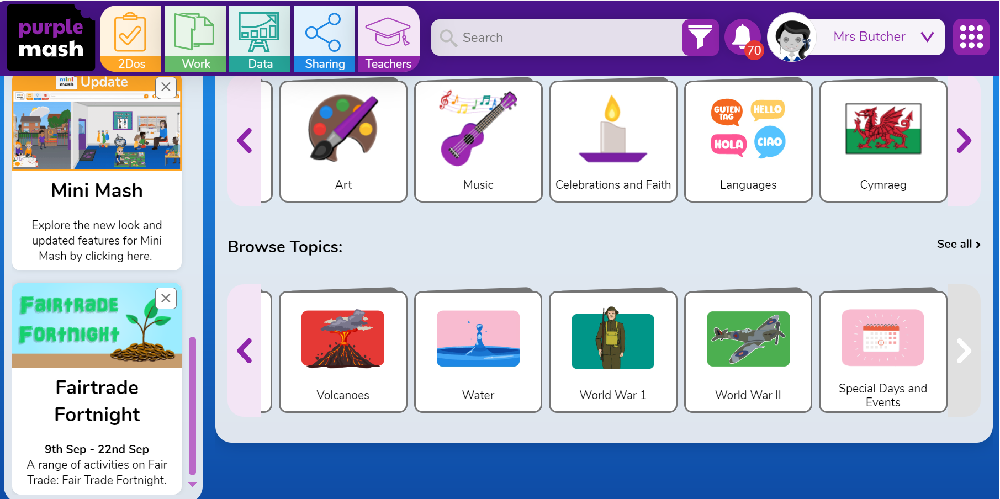 purple
mash
2Dos
Work
Data
Sharing
Teachers
Search
70
Mrs Butcher
mini
mash
Update
Mini Mash
Explore the new look and
updated features for Mini
Mash by clicking here.
Fairtrade
Fortnight
Fairtrade
Fortnight
9th Sep - 22nd Sep
A range of activities on Fair
Trade: Fair Trade Fortnight.
Art
Music
Celebrations and Faith
GUTEN
TAG
HELLO
HOLA
CIAO
Languages
Cymraeg
Browse Topics:
See all
Volcanoes
Water
World War 1
World War II
Special Days and
Events